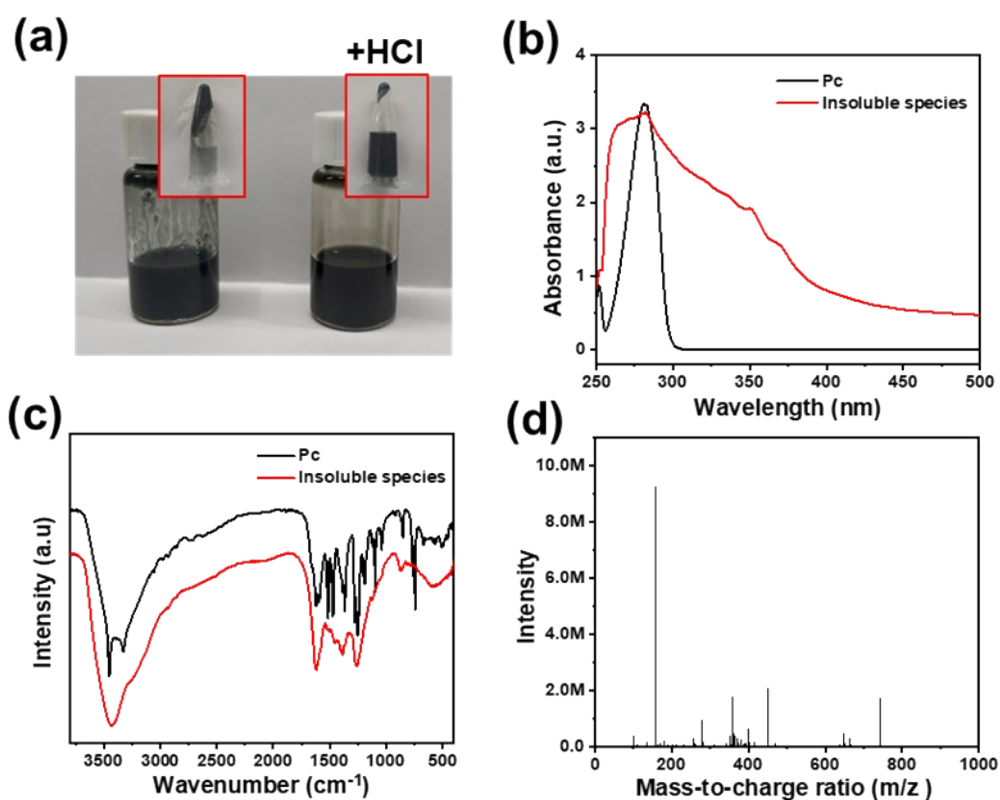 (a)
+HCl
(b)
Absorbance (a.u.)
4
3
2
1
0
Pc
Insoluble species
250 300 350 400 450 500
Wavelength (nm)
(c)
Intensity (a.u)
Pc
Insoluble species
3500 3000 2500 2000 1500 1000 500
Wavenumber (cm⁻¹)
(d)
Intensity
10.0M
8.0M
6.0M
4.0M
2.0M
0.0
0 200 400 600 800 1000
Mass-to-charge ratio (m/z )